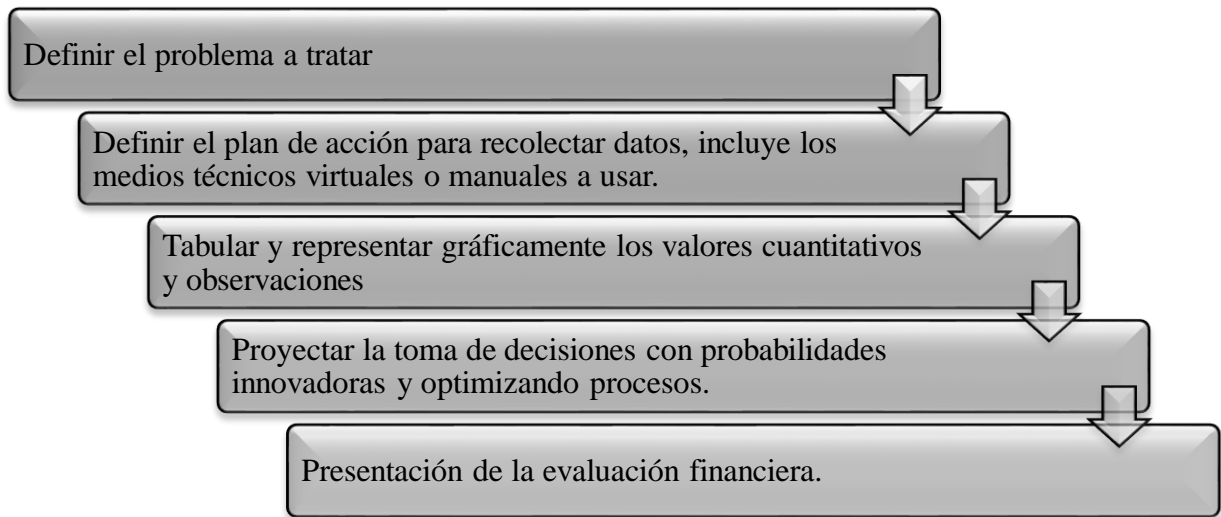 Definir el problema a tratar
Definir el plan de acción para recolectar datos, incluye los
medios técnicos virtuales o manuales a usar.
Tabular y representar gráficamente los valores cuantitativos
y observaciones
Proyectar la toma de decisiones con probabilidades
innovadoras y optimizando procesos.
Presentación de la evaluación financiera.